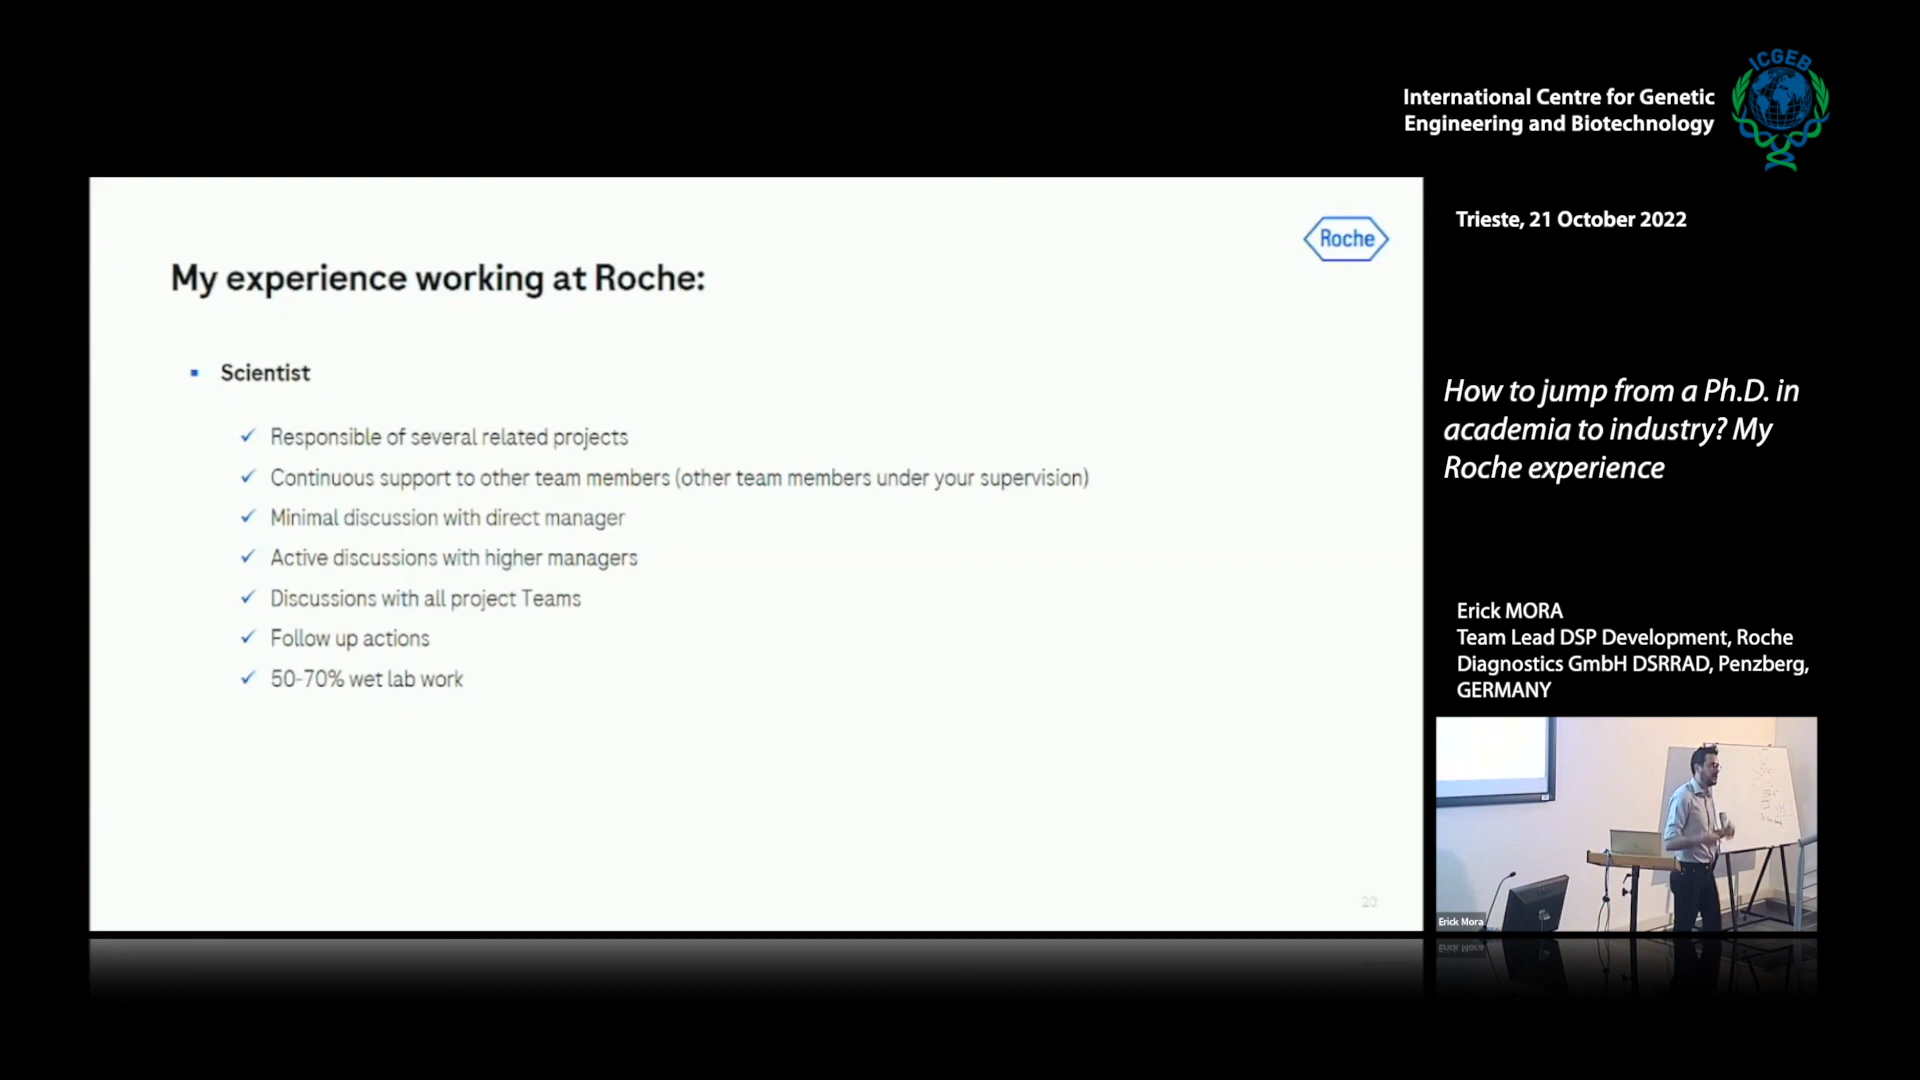 ICGEB
International Centre for Genetic
Engineering and Biotechnology
Trieste, 21 October 2022
Roche
My experience working at Roche:
Scientist
Responsible of several related projects
Continuous support to other team members (other team members under your supervision)
Minimal discussion with direct manager
Active discussions with higher managers
Discussions with all project Teams
Follow up actions
50-70% wet lab work
20
How to jump from a Ph.D. in
academia to industry? My
Roche experience
Erick MORA
Team Lead DSP Development, Roche
Diagnostics GmbH DSRRAD, Penzberg,
GERMANY
Erick Mora